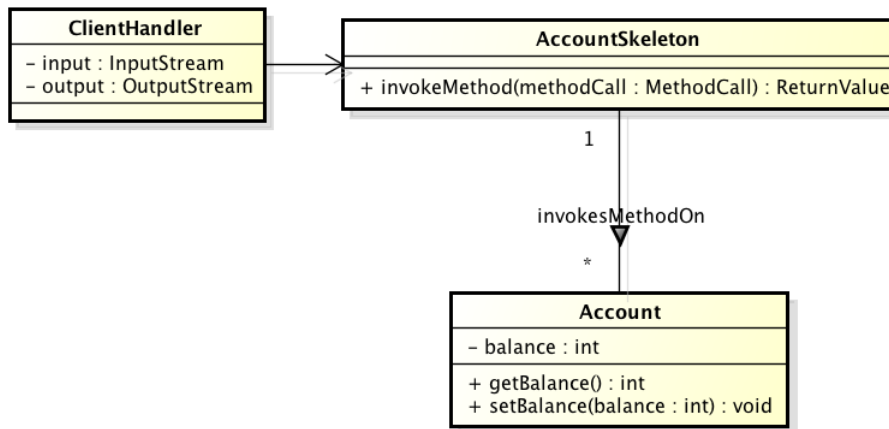 ClientHandler
- input : InputStream
- output : OutputStream
AccountSkeleton
+ invokeMethod(methodCall : MethodCall) : ReturnValue
1
invokesMethodOn
*
Account
- balance : int
+ getBalance() : int
+ setBalance(balance : int) : void